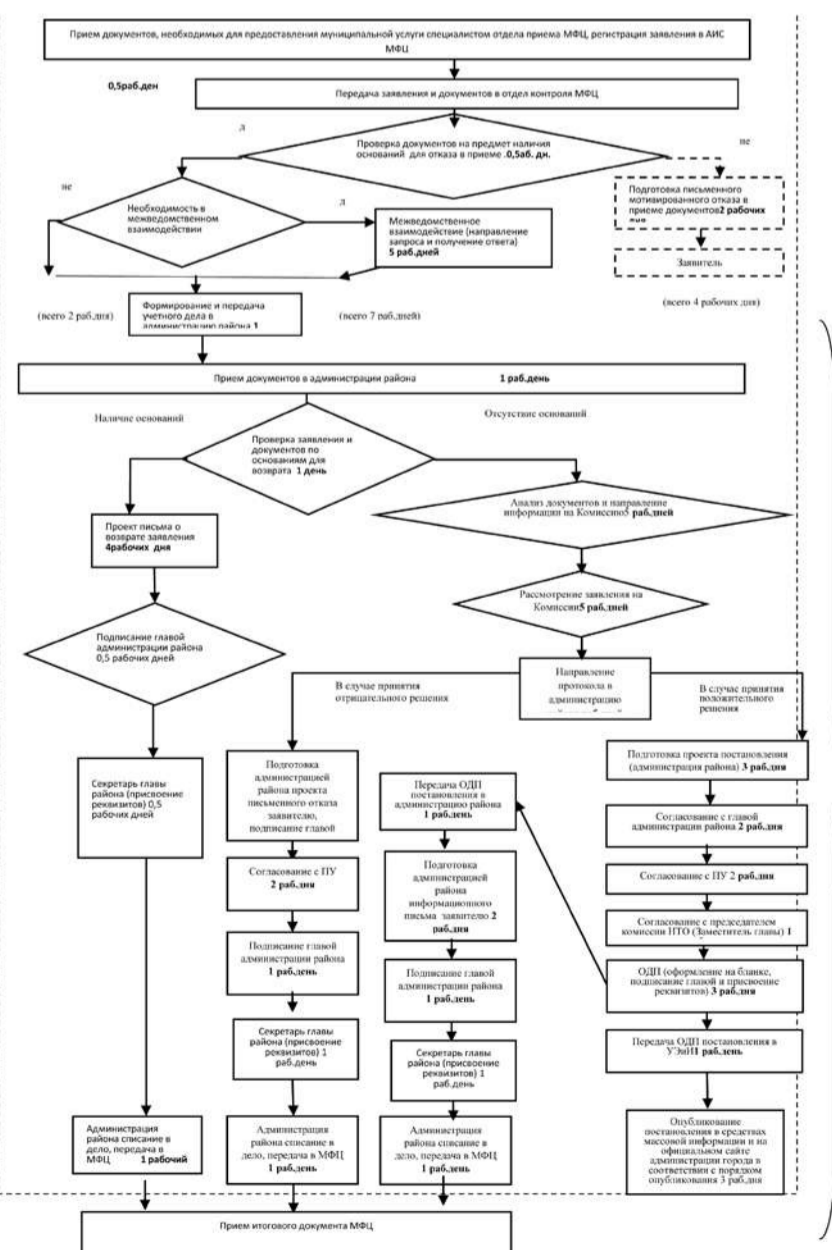 Прием документов, необходимых для предоставления муниципальной услуги специалистом отдела приема МФЦ, регистрация заявления в АИС
МФЦ
0,5раб.ден
Передача заявления и документов в отдел контроля МФЦ
д
не
Проверка документов на предмет наличия
оснований для отказа в приеме .0,5аб. дн.
не
Необходимость в
межведомственном
взаимодействии
д
Межведомственное
взаимодействие (направление
запроса и получение ответа)
5 раб.дней
Подготовка письменного
мотивированного отказа в
приеме документов2 рабочих
Заявитель
(всего 2 раб.дня)
Формирование и передача
учетного дела в
администрацию района 1
(всего 7 раб.дней)
(всего 4 рабочих дня)
Прием документов в администрации района 1 раб.день
Наличие оснований
Отсутствие оснований
Проверка заявления и
документов по
основаниям для
возврата 1 день
Анализ документов и направление
информации на Комиссию5 раб.дней
Проект письма о
возврате заявления
4рабочих дня
Рассмотрение заявления на
Комиссии5 раб.дней
Подписание главой
администрации района
0,5 рабочих дней
Направление
протокола в
администрацию
В случае принятия
отрицательного решения
В случае принятия
положительного
решения
Секретарь главы
района (присвоение
реквизитов) 0,5
рабочих дней
Подготовка
администрацией
района проекта
письменного отказа
заявителю,
подписание главой
Согласование с ПУ
2 раб.дня
Подписание главой
администрации района
1 раб.день
Секретарь главы
района (присвоение
реквизитов) 1
раб.день
Передача ОДП
постановления в
администрацию района
1 раб.день
Подготовка
администрацией
района
информационного
письма заявителю 2
раб.дня
Подписание главой
администрации района
1 раб.день
Секретарь главы
района (присвоение
реквизитов) 1
раб.день
Подготовка проекта постановления
(администрация района) 3 раб.дня
Согласование с главой
администрации района 2 раб.дня
Согласование с ПУ 2 раб.дня
Согласование с председателем
комиссии НТО (Заместитель главы) 1
ОДП (оформление на бланке,
подписание главой и присвоение
реквизитов) 3 раб.дня
Передача ОДП постановления в
УЭиИ1 раб.день
Администрация
района списание в
дело, передача в
МФЦ 1 рабочий
Администрация
района списание в
дело, передача в МФЦ
1 раб.день
Администрация
района списание в
дело, передача в МФЦ
1 раб.день
Опубликование
постановления в средствах
массовой информации и на
официальном сайте
администрации города в
соответствии с порядком
опубликования 3 раб.дня
Прием итогового документа МФЦ